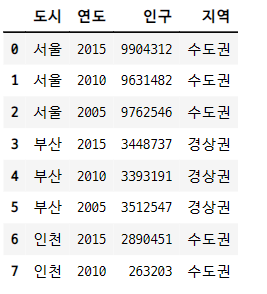 도시 연도 인구 지역
0 서울 2015 9904312 수도권
1 서울 2010 9631482 수도권
2 서울 2005 9762546 수도권
3 부산 2015 3448737 경상권
4 부산 2010 3393191 경상권
5 부산 2005 3512547 경상권
6 인천 2015 2890451 수도권
7 인천 2010 263203 수도권